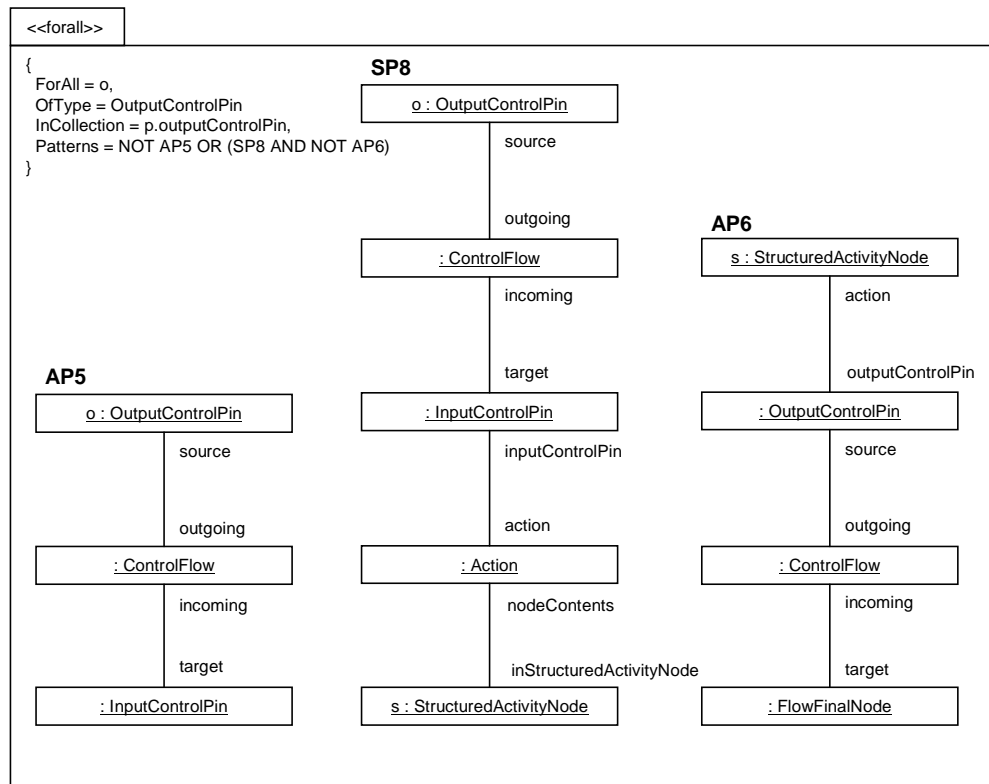 <<forall>>
{
ForAll = o,
OfType = OutputControlPin
InCollection = p.outputControlPin,
Patterns = NOT AP5 OR (SP8 AND NOT AP6)
}
SP8
o : OutputControlPin
source
outgoing
: ControlFlow
incoming
target
: InputControlPin
inputControlPin
action
: Action
nodeContents
inStructuredActivityNode
s : StructuredActivityNode
AP6
s : StructuredActivityNode
action
outputControlPin
: OutputControlPin
source
outgoing
: ControlFlow
incoming
target
: FlowFinalNode
AP5
o : OutputControlPin
source
outgoing
: ControlFlow
incoming
target
: InputControlPin